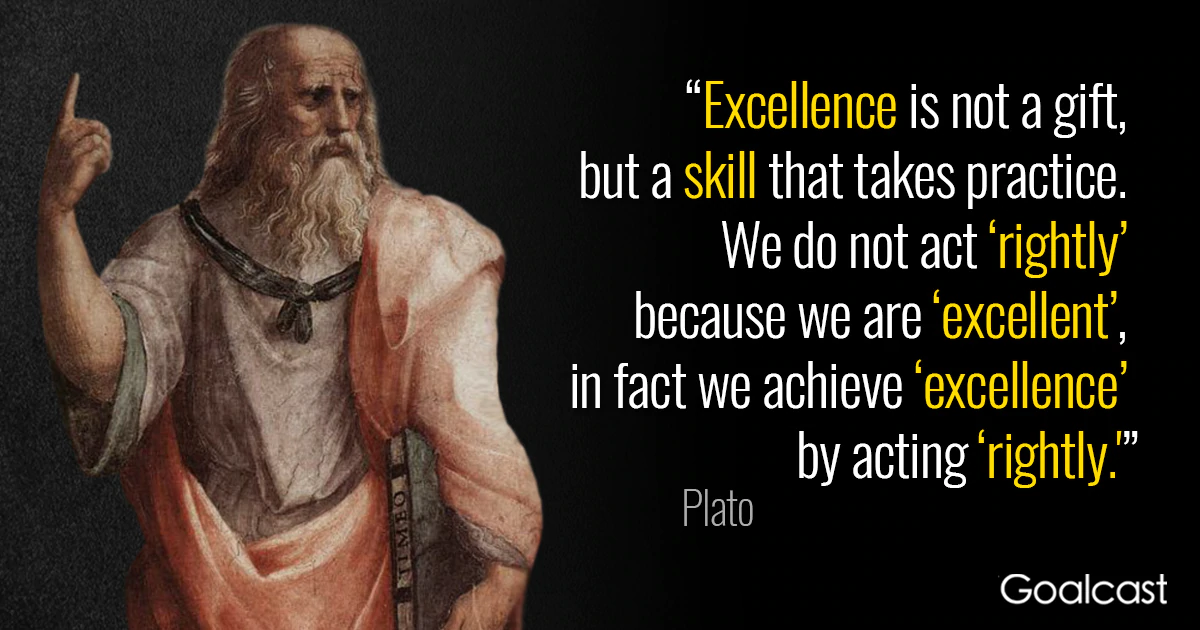 “Excellence is not a gift,
but a skill that takes practice.
We do not act ‘rightly’
because we are ‘excellent’,
in fact we achieve ‘excellence’
by acting ‘rightly.'”
Plato
TIMEO
Goalcast